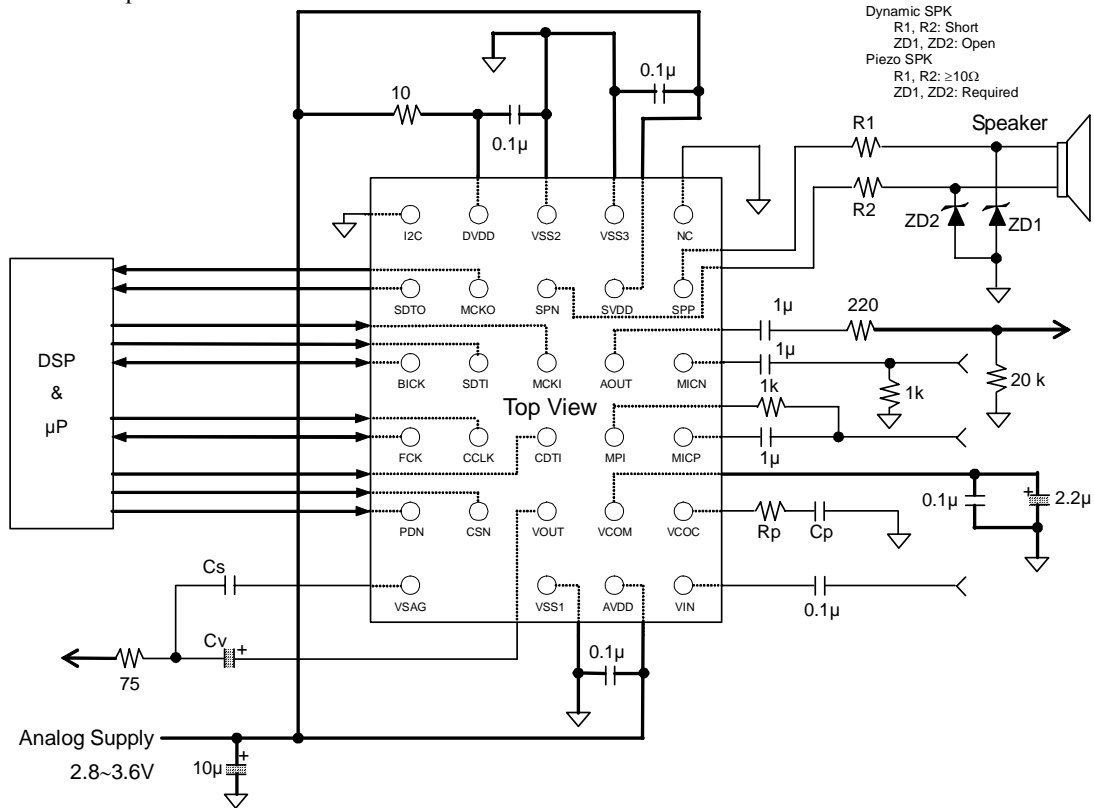 Dynamic SPK
R1, R2: Short
ZD1, ZD2: Open
Piezo SPK
R1, R2: ≥10Ω
ZD1, ZD2: Required
0.1µ
10
0.1µ
R1
Speaker
R2
ZD2
ZD1
I2C
DVDD
VSS2
VSS3
NC
SDTO
MCKO
SPN
SVDD
SPP
1µ
220
1µ
DSP
&
µP
BICK
SDTI
MCKI
AOUT
MICN
1k
20 k
Top View
1k
FCK
CCLK
CDTI
MPI
MICP
1µ
0.1µ
+
2.2µ
PDN
CSN
VOUT
VCOM
VCOC
Rp
Cp
Cs
VSAG
VSS1
AVDD
VIN
0.1µ
Cv
+
0.1µ
75
Analog Supply
2.8~3.6V
10µ
+